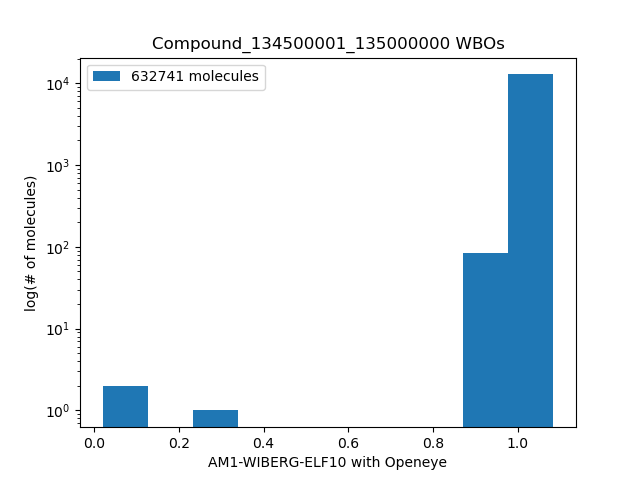 Compound_134500001_135000000 WBOs
632741 molecules
log(# of molecules)
10⁴
10³
10²
10¹
10⁰
0.0 0.2 0.4 0.6 0.8 1.0
AM1-WIBERG-ELF10 with Openeye